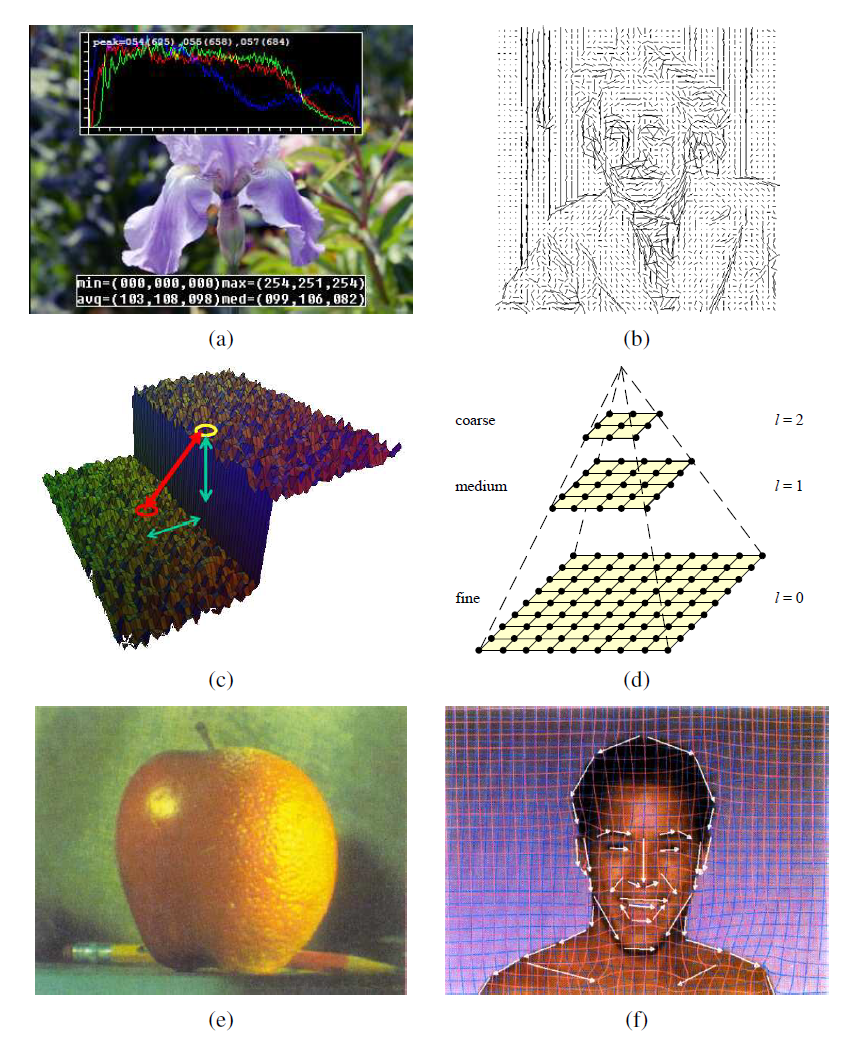 peak=054(625),055(658),057(684)
min=(000,000,000)max=(254,251,254)
avg=(103,108,098)med=(099,106,082)
(a)
(b)
(c)
coarse
l = 2
medium
l = 1
fine
l = 0
(d)
(e)
(f)